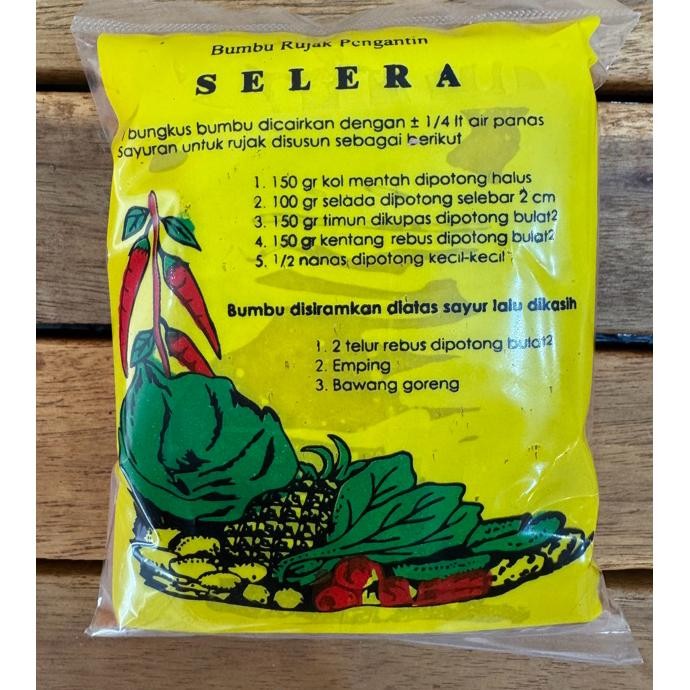 Bumbu Rujak Pengantin
SELERA
1 bungkus bumbu dicairkan dengan ± 1/4 lt air panas
Sayuran untuk rujak disusun sebagai berikut
1. 150 gr kol mentah dipotong halus
2. 100 gr selada dipotong selebar 2 cm
3. 150 gr timun dikupas dipotong bulat2
4. 150 gr kentang rebus dipotong bulat2
5. 1/2 nanas dipotong kecil-kecil
Bumbu disiramkan diatas sayur lalu dikasih
1. 2 telur rebus dipotong bulat2
2. Emping
3. Bawang goreng